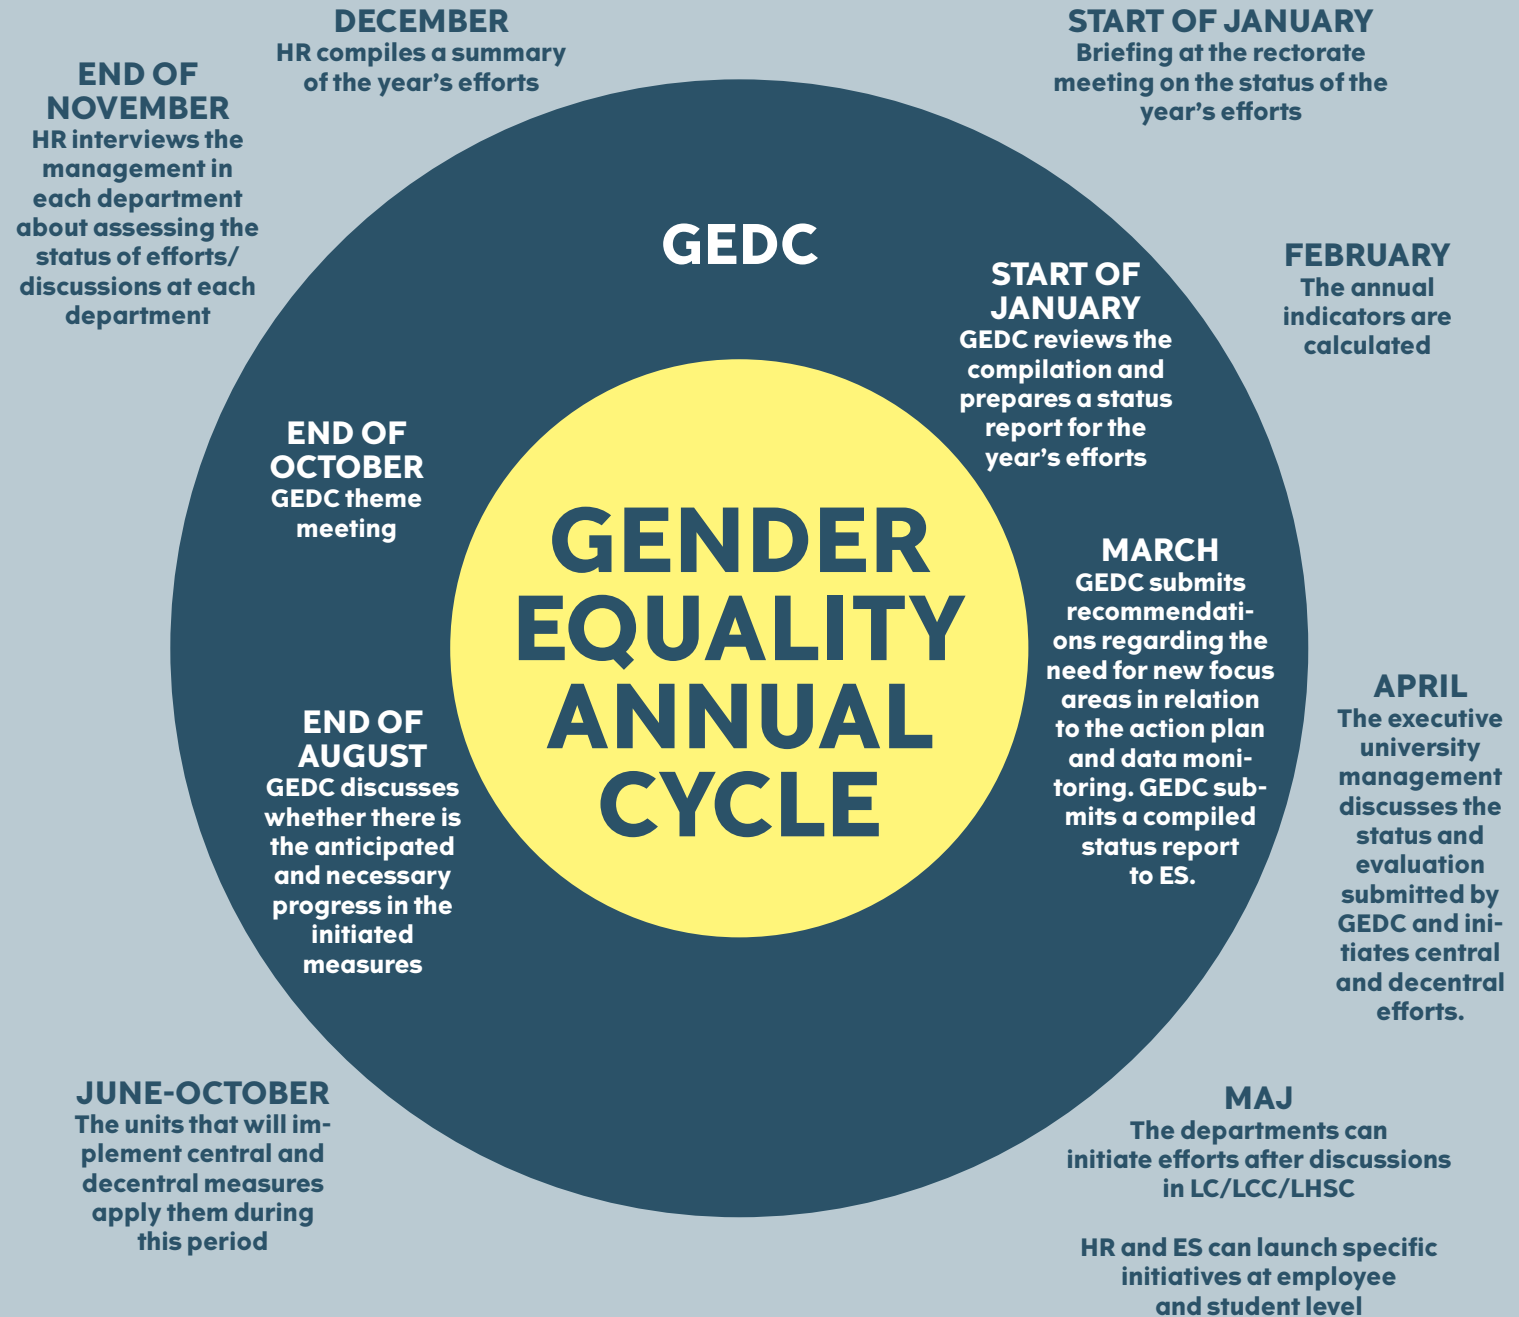 DECEMBER
HR compiles a summary
of the year's efforts
START OF JANUARY
Briefing at the rectorate
meeting on the status of the
year's efforts
END OF
NOVEMBER
HR interviews the
management in
each department
about assessing the
status of efforts/
discussions at each
department
GEDC
START OF
JANUARY
GEDC reviews the
compilation and
prepares a status
report for the
year's efforts
FEBRUARY
The annual
indicators are
calculated
END OF
OCTOBER
GEDC theme
meeting
GENDER
EQUALITY
ANNUAL
CYCLE
MARCH
GEDC submits
recommendati-
ons regarding the
need for new focus
areas in relation
to the action plan
and data moni-
toring. GEDC sub-
mits a compiled
status report
to ES.
APRIL
The executive
university
management
discusses the
status and
evaluation
submitted by
GEDC and ini-
tiates central
and decentral
efforts.
END OF
AUGUST
GEDC discusses
whether there is
the anticipated
and necessary
progress in the
initiated
measures
JUNE-OCTOBER
The units that will im-
plement central and
decentral measures
apply them during
this period
MAJ
The departments can
initiate efforts after discussions
in LC/LCC/LHSC
HR and ES can launch specific
initiatives at employee
and student level